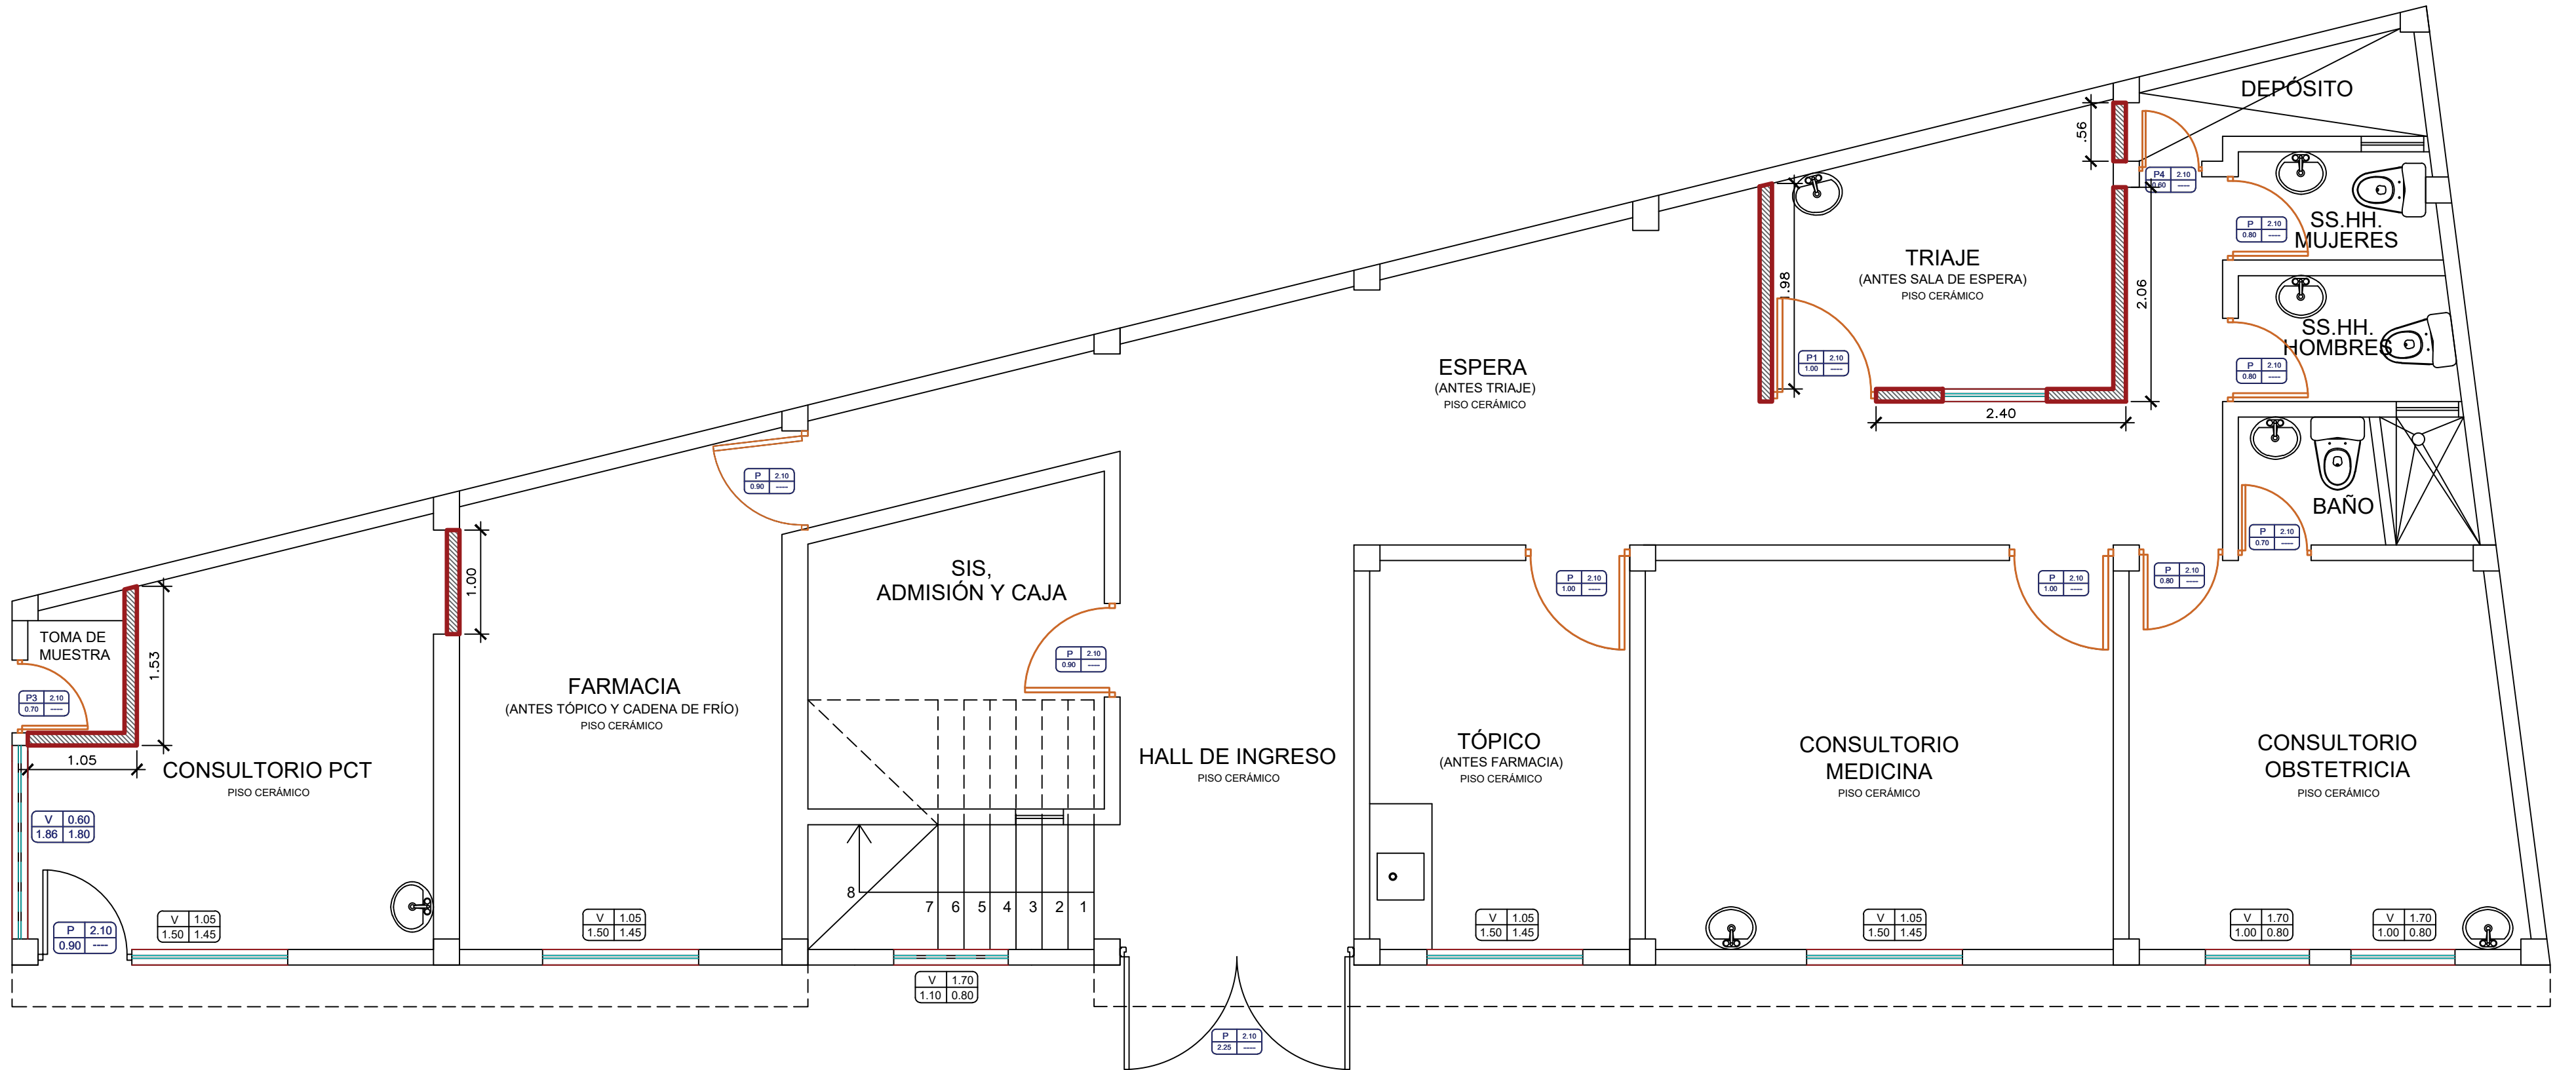 DEPÓSITO
.56
P4 2.10
0.60 ----
SS.HH.
MUJERES
P 2.10
0.80 ----
TRIAJE
(ANTES SALA DE ESPERA)
PISO CERÁMICO
1.98
2.06
P1 2.10
1.00 ----
2.40
SS.HH.
HOMBRES
P 2.10
0.80 ----
ESPERA
(ANTES TRIAJE)
PISO CERÁMICO
BAÑO
P 2.10
0.70 ----
P 2.10
0.90 ----
SIS,
ADMISIÓN Y CAJA
P 2.10
0.90 ----
1.00
TOMA DE
MUESTRA
1.53
P3 2.10
0.70 ----
1.05
CONSULTORIO PCT
PISO CERÁMICO
V 0.60
1.86 1.80
P 2.10
0.90 ----
V 1.05
1.50 1.45
FARMACIA
(ANTES TÓPICO Y CADENA DE FRÍO)
PISO CERÁMICO
V 1.05
1.50 1.45
8
7 6 5 4 3 2 1
V 1.70
1.10 0.80
HALL DE INGRESO
PISO CERÁMICO
P 2.10
2.25 ----
P 2.10
1.00 ----
TÓPICO
(ANTES FARMACIA)
PISO CERÁMICO
V 1.05
1.50 1.45
P 2.10
1.00 ----
CONSULTORIO
MEDICINA
PISO CERÁMICO
V 1.05
1.50 1.45
P 2.10
0.80 ----
CONSULTORIO
OBSTETRICIA
PISO CERÁMICO
V 1.70
1.00 0.80
V 1.70
1.00 0.80